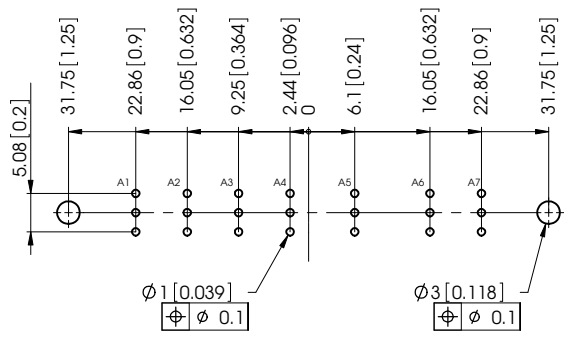 31.75 [1.25]
22.86 [0.9]
16.05 [0.632]
9.25 [0.364]
2.44 [0.096]
0
6.1 [0.24]
16.05 [0.632]
22.86 [0.9]
31.75 [1.25]
5.08 [0.2]
A1
A2
A3
A4
A5
A6
A7
Ø1 [0.039]
Ø 0.1
Ø3 [0.118]
Ø 0.1